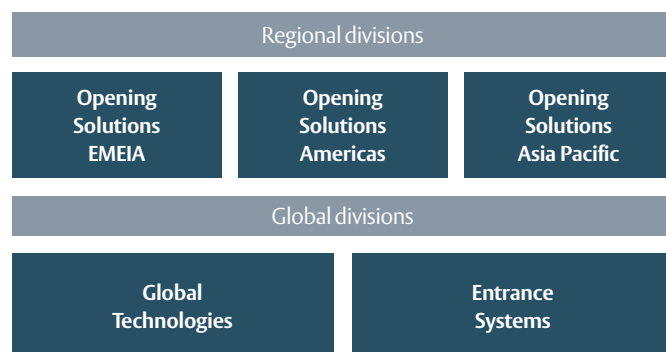 Regional divisions
Opening
Solutions
EMEIA
Opening
Solutions
Americas
Opening
Solutions
Asia Pacific
Global divisions
Global
Technologies
Entrance
Systems